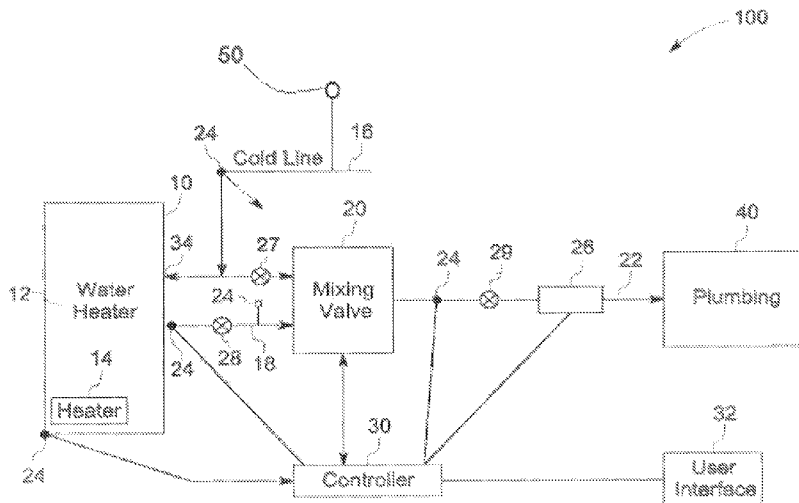 100
50
24
16
Cold Line
10
34
27
20
24
29
26
22
40
12
Water
Heater
Mixing
Valve
Plumbing
24
24
28
18
14
Heater
24
30
Controller
32
User
Interface